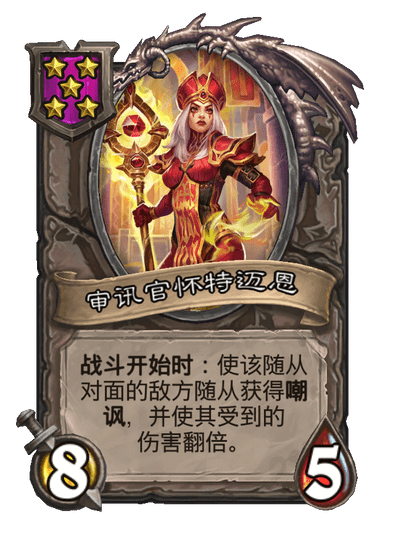 审讯官怀特迈恩
战斗开始时：使该随从
对面的敌方随从获得嘲
讽，并使其受到的
伤害翻倍。
8
5